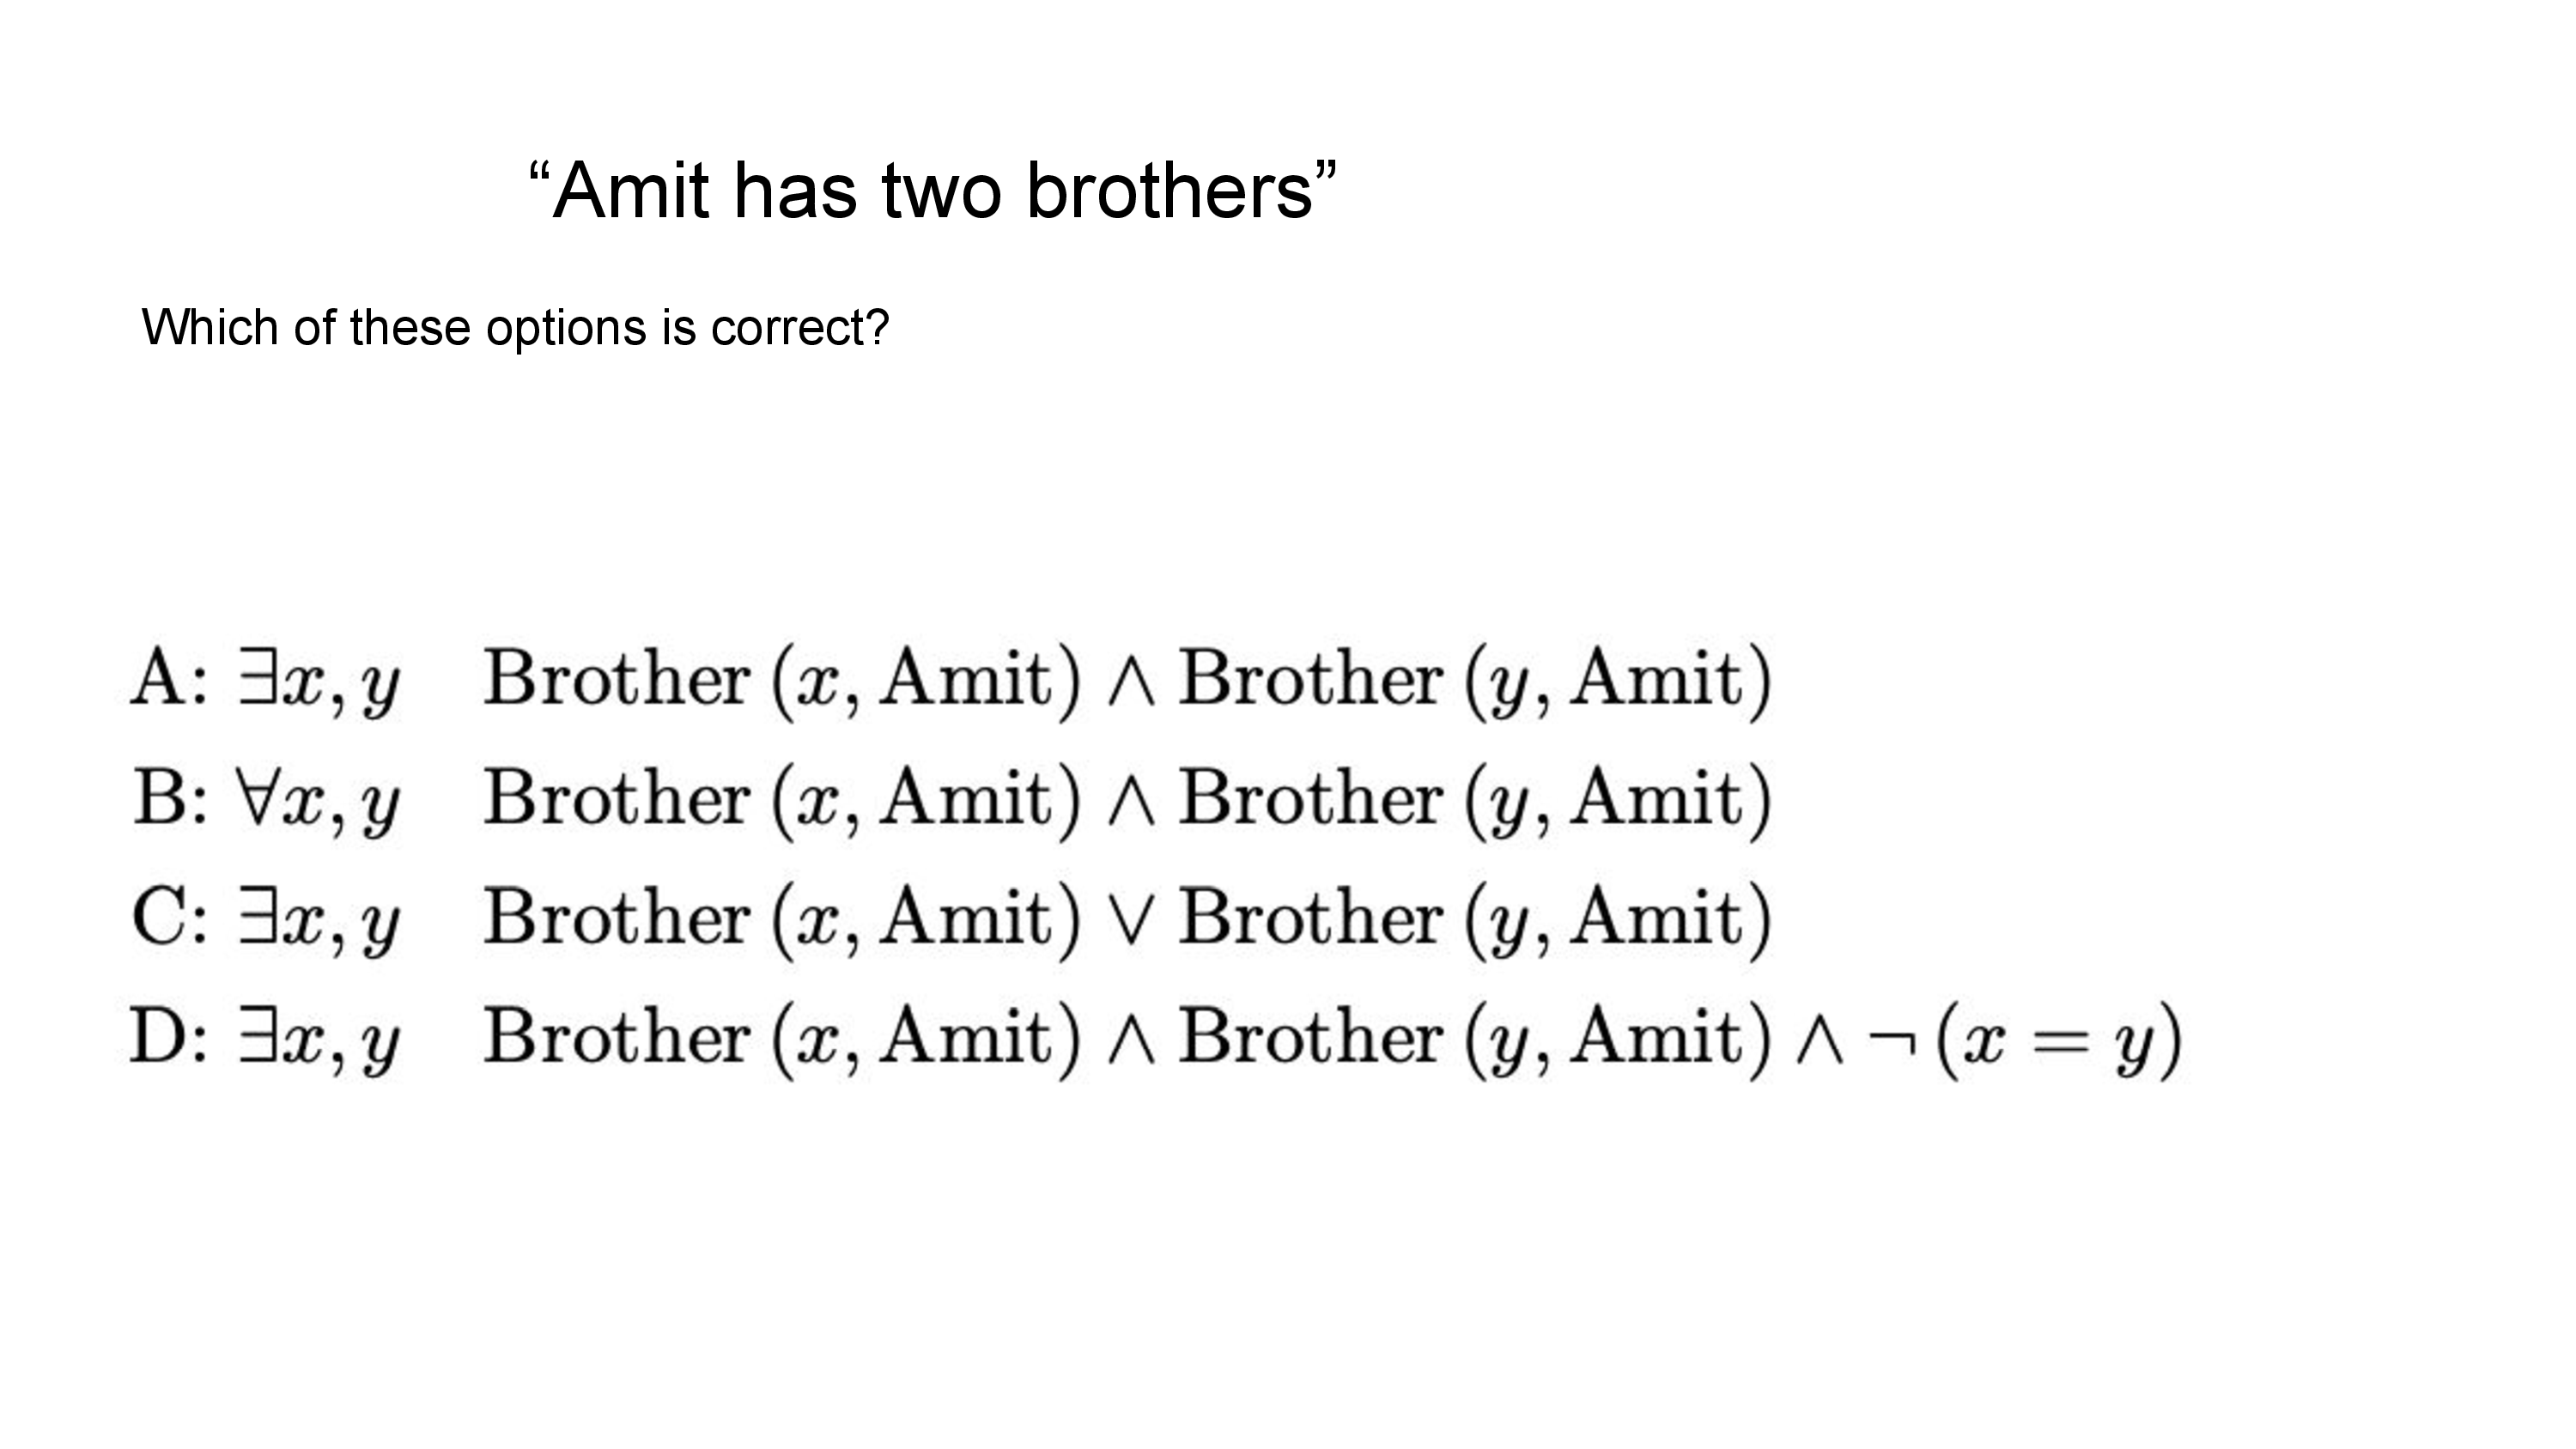 “Amit has two brothers”
Which of these options is correct?
A: ∃x, y Brother (x, Amit) ∧ Brother (y, Amit)
B: ∀x, y Brother (x, Amit) ∧ Brother (y, Amit)
C: ∃x, y Brother (x, Amit) ∨ Brother (y, Amit)
D: ∃x, y Brother (x, Amit) ∧ Brother (y, Amit) ∧ ¬ (x = y)